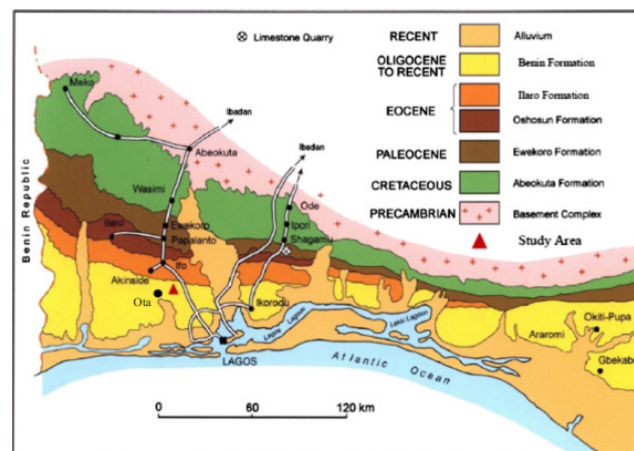 RECENT
Alluvium
Limestone Quarry
OLIGOCENE
TO RECENT
Benin Formation
Ilaro Formation
EOCENE
Oshosun Formation
PALEOCENE
Ewekoro Formation
CRETACEOUS
Abeokuta Formation
PRECAMBRIAN
Basement Complex
Study Area
Meko
Ibadan
Ibadan
Abeokuta
Wasimi
Ode
Ipori
Shagamu
Ewekoro
Papalanto
Ilaro
Ifo
Akinside
Ota
Ikorodu
Benin Republic
Lagos Lagoon
Lekki Lagoon
Okiti-Pupa
Araromi
Gbekabo
LAGOS
Atlantic Ocean
0 60 120 km